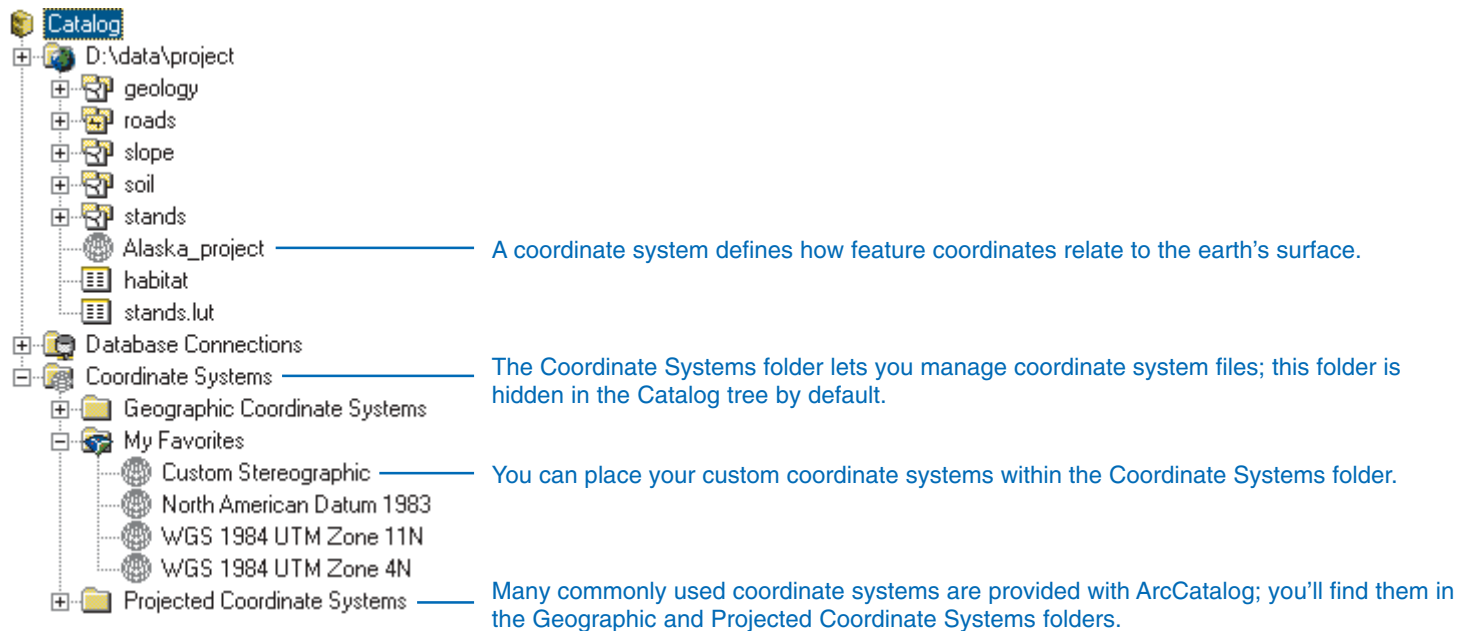 Catalog
D:\data\project
geology
roads
slope
soil
stands
Alaska_project
A coordinate system defines how feature coordinates relate to the earth’s surface.
habitat
stands.lut
Database Connections
Coordinate Systems
The Coordinate Systems folder lets you manage coordinate system files; this folder is
hidden in the Catalog tree by default.
Geographic Coordinate Systems
My Favorites
Custom Stereographic
You can place your custom coordinate systems within the Coordinate Systems folder.
North American Datum 1983
WGS 1984 UTM Zone 11N
WGS 1984 UTM Zone 4N
Projected Coordinate Systems
Many commonly used coordinate systems are provided with ArcCatalog; you’ll find them in
the Geographic and Projected Coordinate Systems folders.